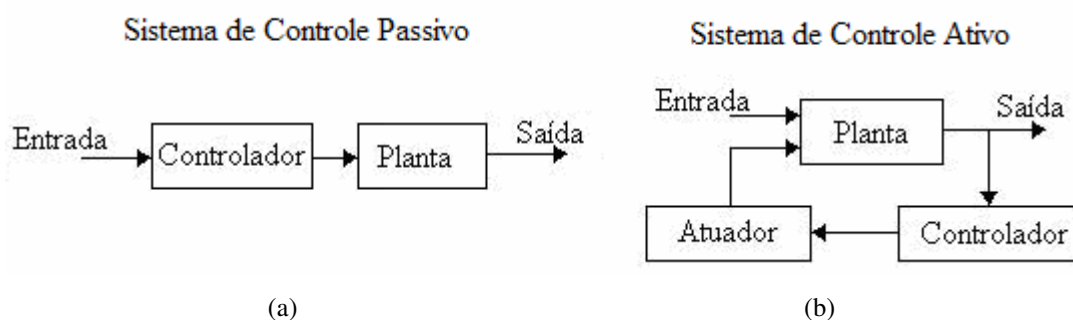 Sistema de Controle Passivo
Entrada
Controlador
Planta
Saída
(a)
Sistema de Controle Ativo
Entrada
Planta
Saída
Atuador
Controlador
(b)